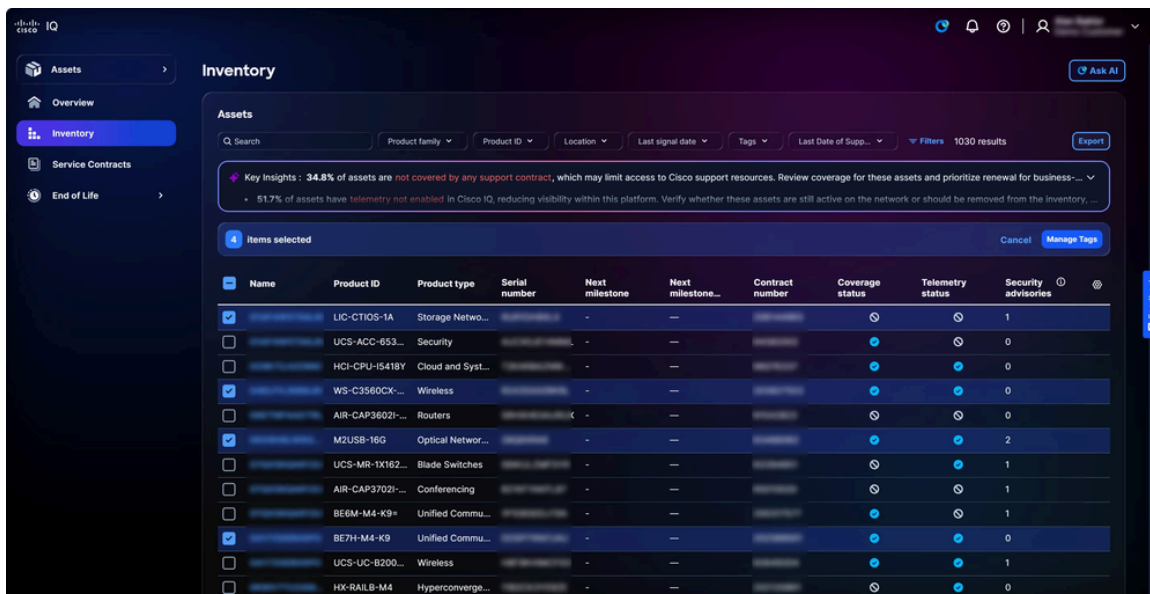 cisco IQ
Assets
Overview
Inventory
Service Contracts
End of Life
Inventory
Ask AI
Assets
Search
Product family
Product ID
Location
Last signal date
Tags
Last Date of Supp...
Filters
1030 results
Export
Key Insights : 34.8% of assets are not covered by any support contract, which may limit access to Cisco support resources. Review coverage for these assets and prioritize renewal for business-...
• 51.7% of assets have telemetry not enabled in Cisco IQ, reducing visibility within this platform. Verify whether these assets are still active on the network or should be removed from the inventory, ...
4 items selected
Cancel
Manage Tags
Name Product ID Product type Serial number Next milestone Next milestone... Contract number Coverage status Telemetry status Security advisories
LIC-CTIOS-1A Storage Netwo... - — 1
UCS-ACC-653... Security - — 0
HCI-CPU-I5418Y Cloud and Syst... - — 0
WS-C3560CX-... Wireless - — 0
AIR-CAP3602I-... Routers - — 0
M2USB-16G Optical Networ... - — 2
UCS-MR-1X162... Blade Switches - — 1
AIR-CAP3702I-... Conferencing - — 1
BE6M-M4-K9= Unified Commu... - — 1
BE7H-M4-K9 Unified Commu... - — 0
UCS-UC-B200... Wireless - — 1
HX-RAILB-M4 Hyperconverge... - — 0